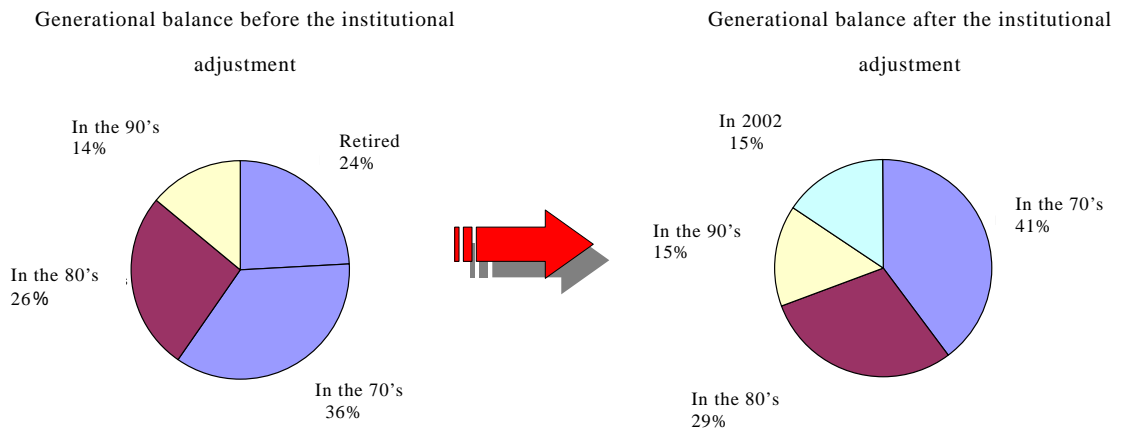 Generational balance before the institutional
adjustment
In the 90's
14%
Retired
24%
In the 80's
26%
In the 70's
36%
Generational balance after the institutional
adjustment
In 2002
15%
In the 70's
41%
In the 90's
15%
In the 80's
29%